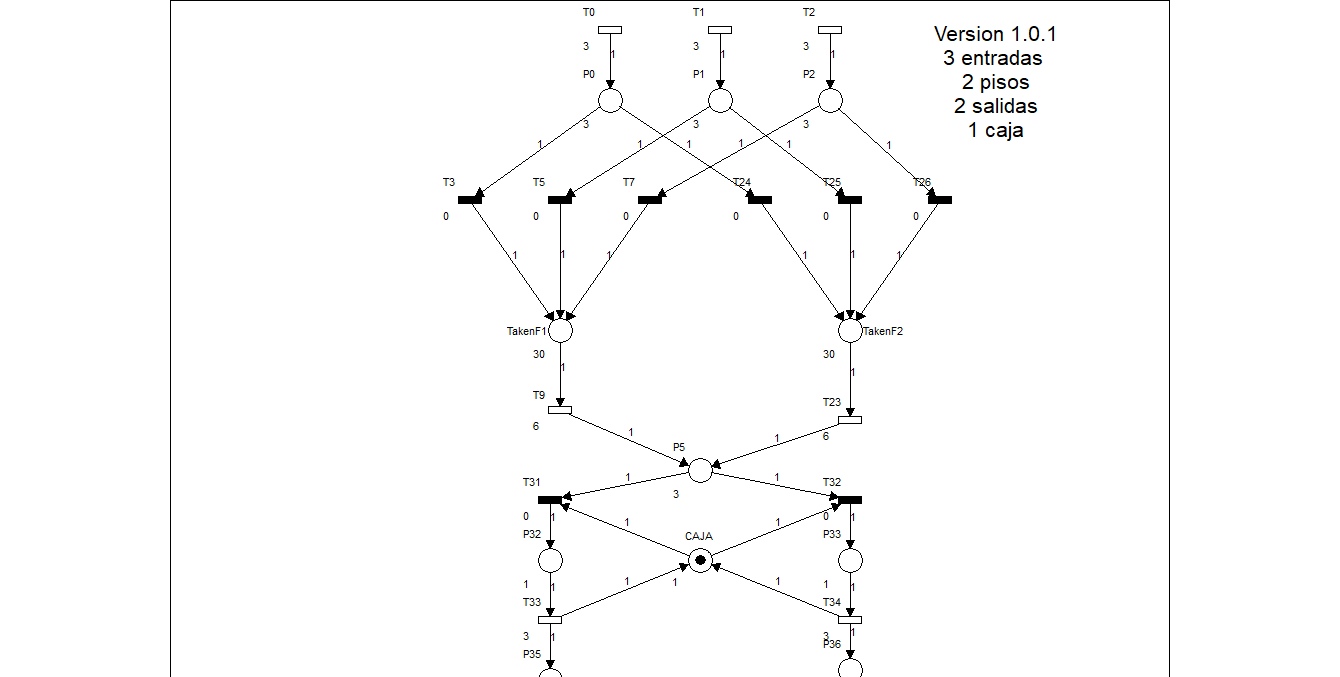 T0 T1 T2
Version 1.0.1
3 3 3
1 1 1
3 entradas
P0 P1 P2
2 pisos
2 salidas
3 3 3
1 caja
1 1 1 1 1 1
T3 T5 T7 T24 T25 T26
0 0 0 0 0 0
1 1 1 1 1 1
TakenF1 TakenF2
30 30
1 1
T9 T23
6 1 1 6
P5
1 1
T31 T32
3
0 1 1 1 0 1
P32 CAJA P33
1 1 1 1 1 1 1
T33 T34
3 1 3 1
P35 P36